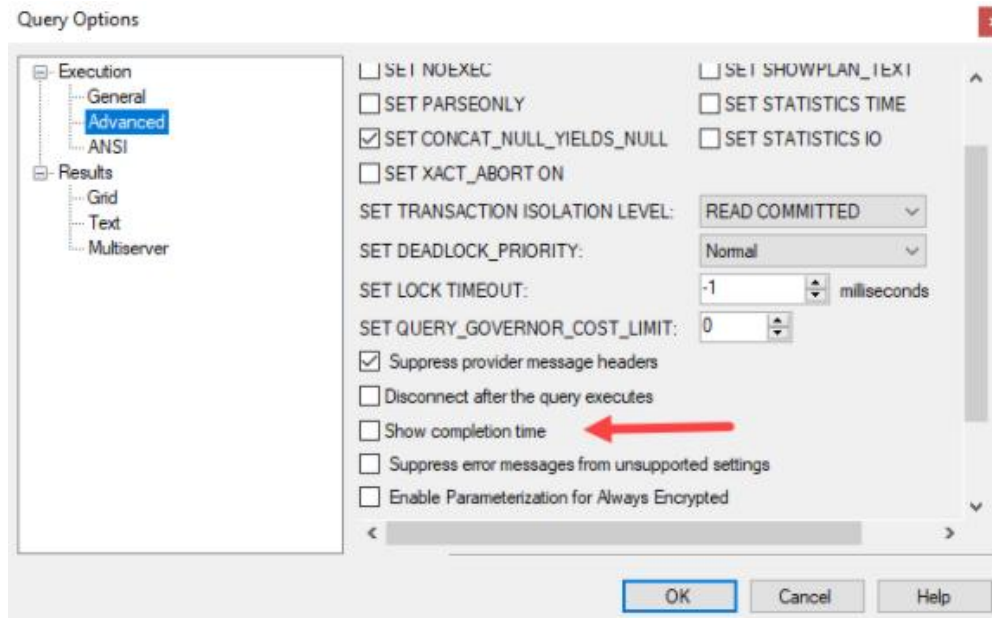 Query Options
Execution
General
Advanced
ANSI
Results
Grid
Text
Multiserver
SET NOEXEC SET SHOWPLAN_TEXT
SET PARSEONLY SET STATISTICS TIME
SET CONCAT_NULL_YIELDS_NULL SET STATISTICS IO
SET XACT_ABORT ON
SET TRANSACTION ISOLATION LEVEL: READ COMMITTED
SET DEADLOCK_PRIORITY: Normal
SET LOCK TIMEOUT: -1 milliseconds
SET QUERY_GOVERNOR_COST_LIMIT: 0
Suppress provider message headers
Disconnect after the query executes
Show completion time
Suppress error messages from unsupported settings
Enable Parameterization for Always Encrypted
OK Cancel Help